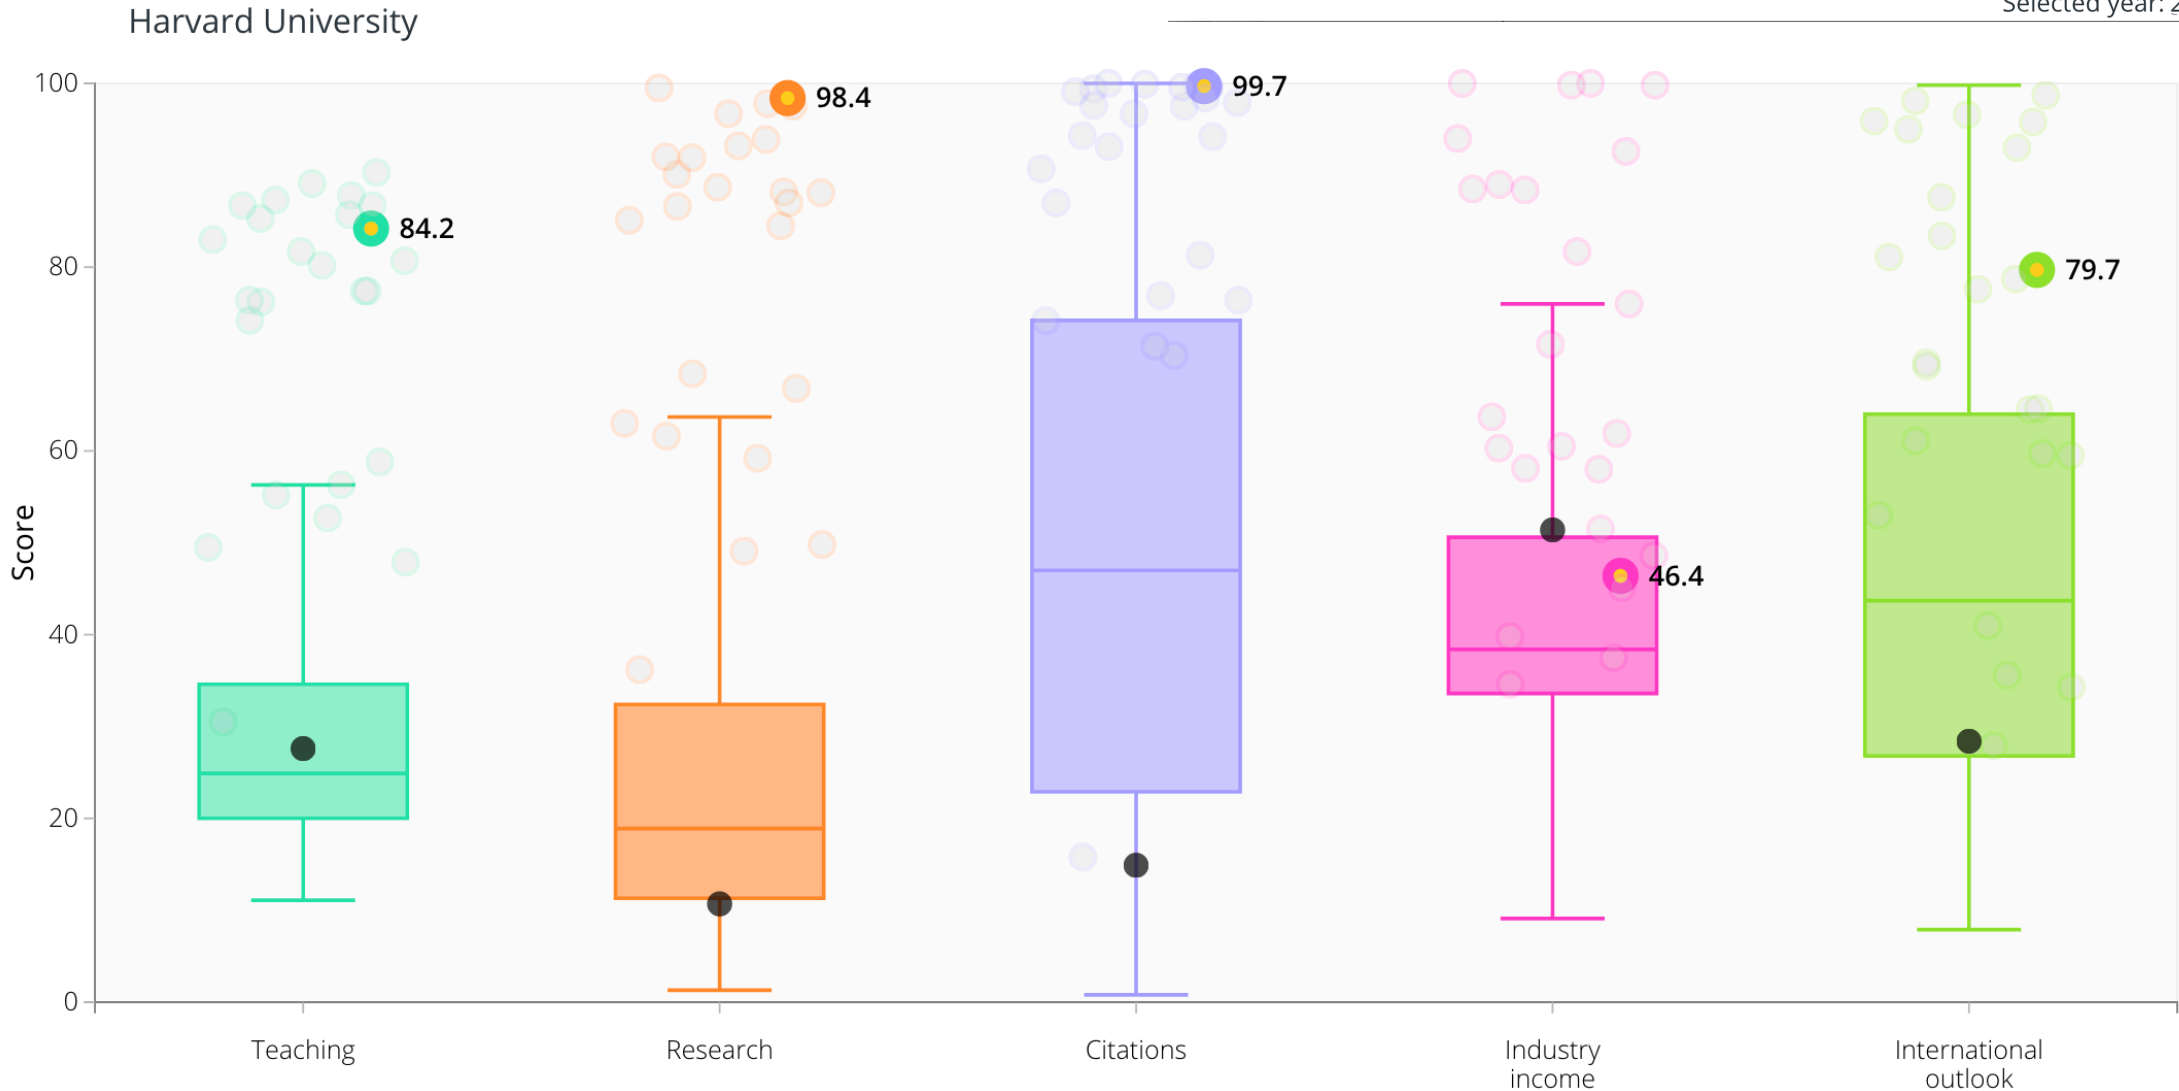 Harvard University
Selected year:
100
80
60
40
20
0
Score
84.2
98.4
99.7
46.4
79.7
Teaching
Research
Citations
Industry
income
International
outlook